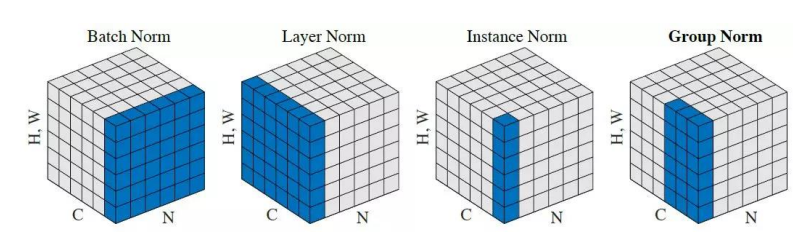 Batch Norm
Layer Norm
Instance Norm
Group Norm
H, W
C
N
H, W
C
N
H, W
C
N
H, W
C
N